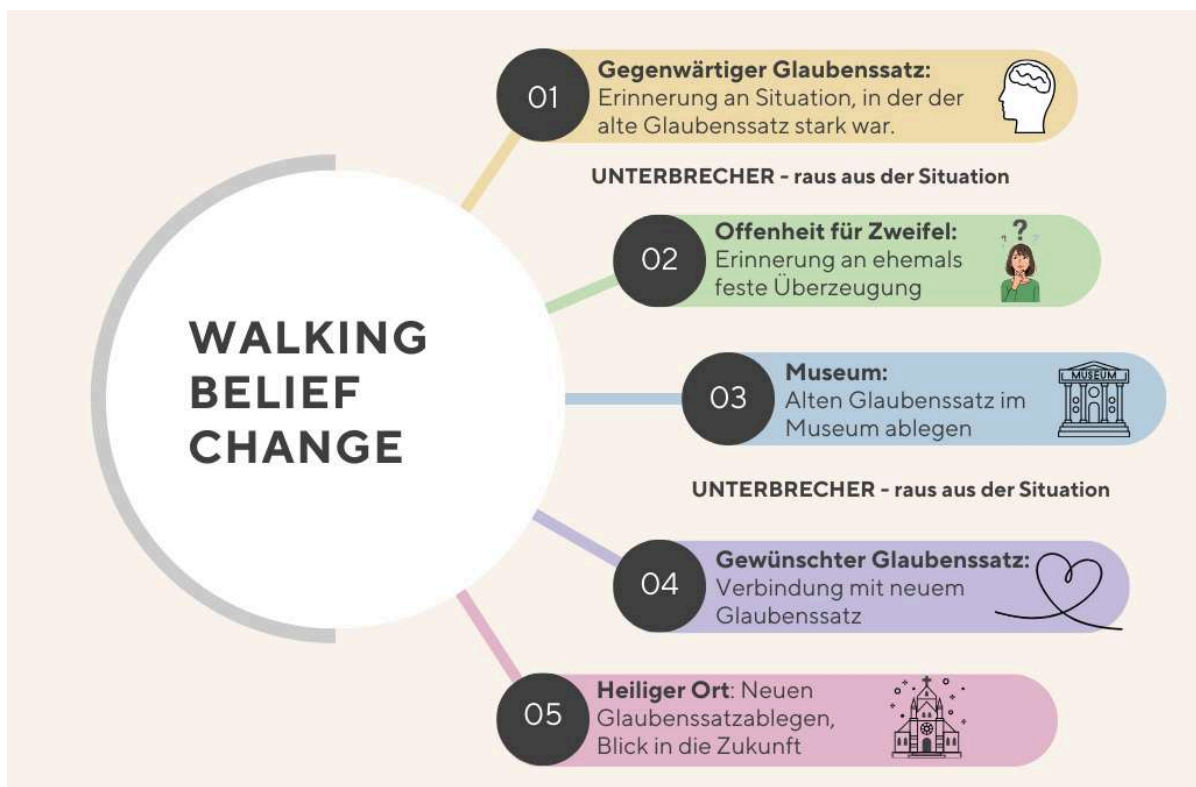 WALKING
BELIEF
CHANGE
01
Gegenwärtiger Glaubenssatz:
Erinnerung an Situation, in der der
alte Glaubenssatz stark war.
UNTERBRECHER - raus aus der Situation
02
Offenheit für Zweifel:
Erinnerung an ehemals
feste Überzeugung
? ? ?
03
Museum:
Alten Glaubenssatz im
Museum ablegen
MUSEUM
UNTERBRECHER - raus aus der Situation
04
Gewünschter Glaubenssatz:
Verbindung mit neuem
Glaubenssatz
05
Heiliger Ort: Neuen
Glaubenssatzablegen,
Blick in die Zukunft